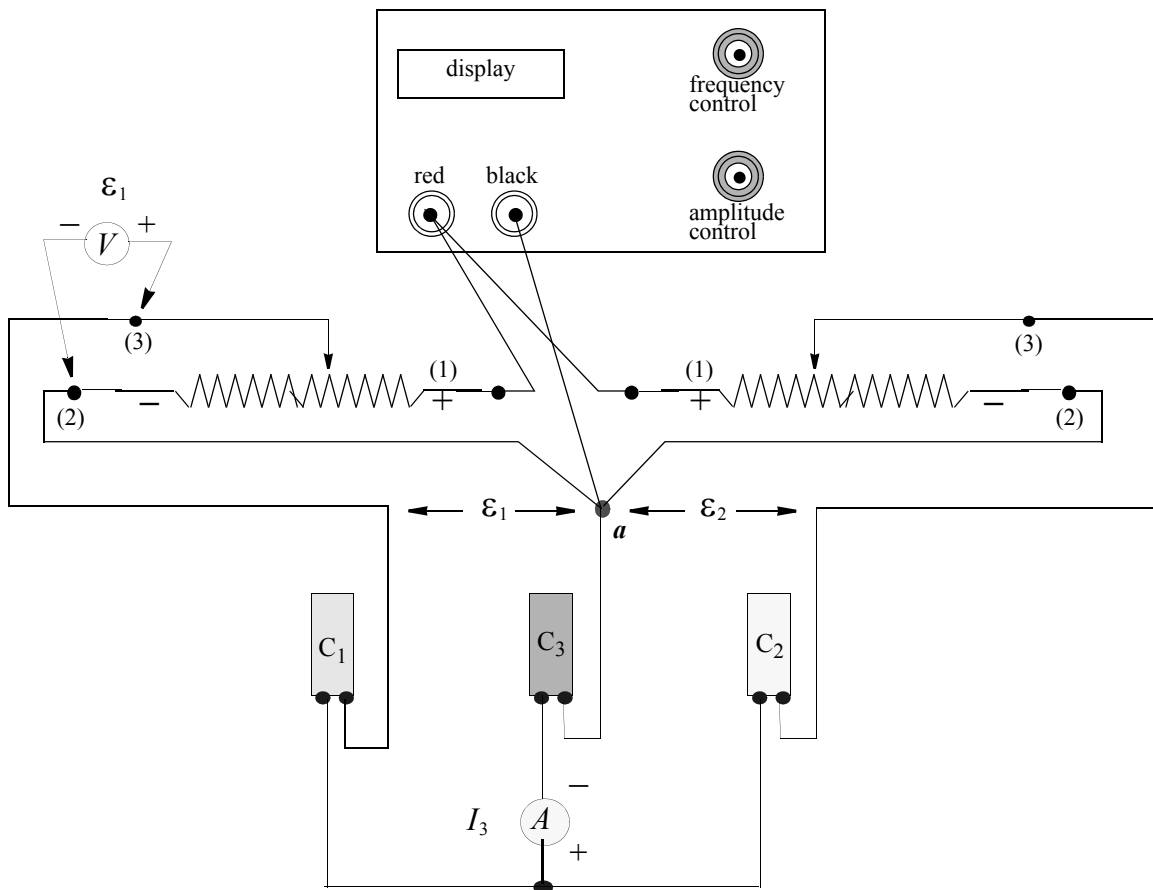 display
frequency
control
red black
amplitude
control
ε1
− V +
(3) (3)
(1) (1)
(2) − + + − (2)
ε1 ε2
a
C1 C3 C2
−
I3 A
+